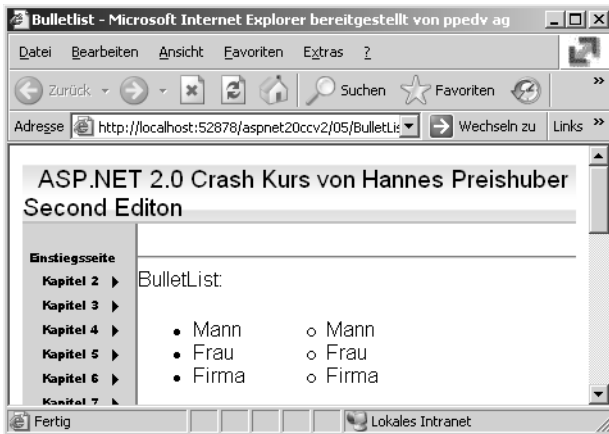 Bulletlist - Microsoft Internet Explorer bereitgestellt von ppedv ag
Datei Bearbeiten Ansicht Favoriten Extras ?
Zurück Suchen Favoriten »
Adresse http://localhost:52878/aspnet20ccv2/05/BulletLis Wechseln zu Links »
ASP.NET 2.0 Crash Kurs von Hannes Preishuber
Second Editon
Einstiegsseite
Kapitel 2
Kapitel 3
Kapitel 4
Kapitel 5
Kapitel 6
Kapitel 7
BulletList:
• Mann ○ Mann
• Frau ○ Frau
• Firma ○ Firma
Fertig Lokales Intranet